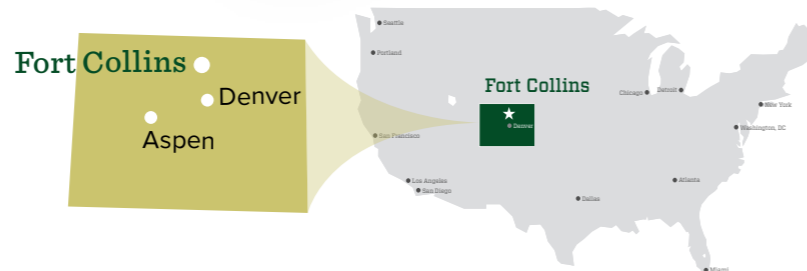 Fort Collins
Denver
Aspen
Seattle
Portland
Fort Collins
Chicago
Detroit
New York
Denver
Washington, DC
San Francisco
Los Angeles
San Diego
Atlanta
Dallas
Miami